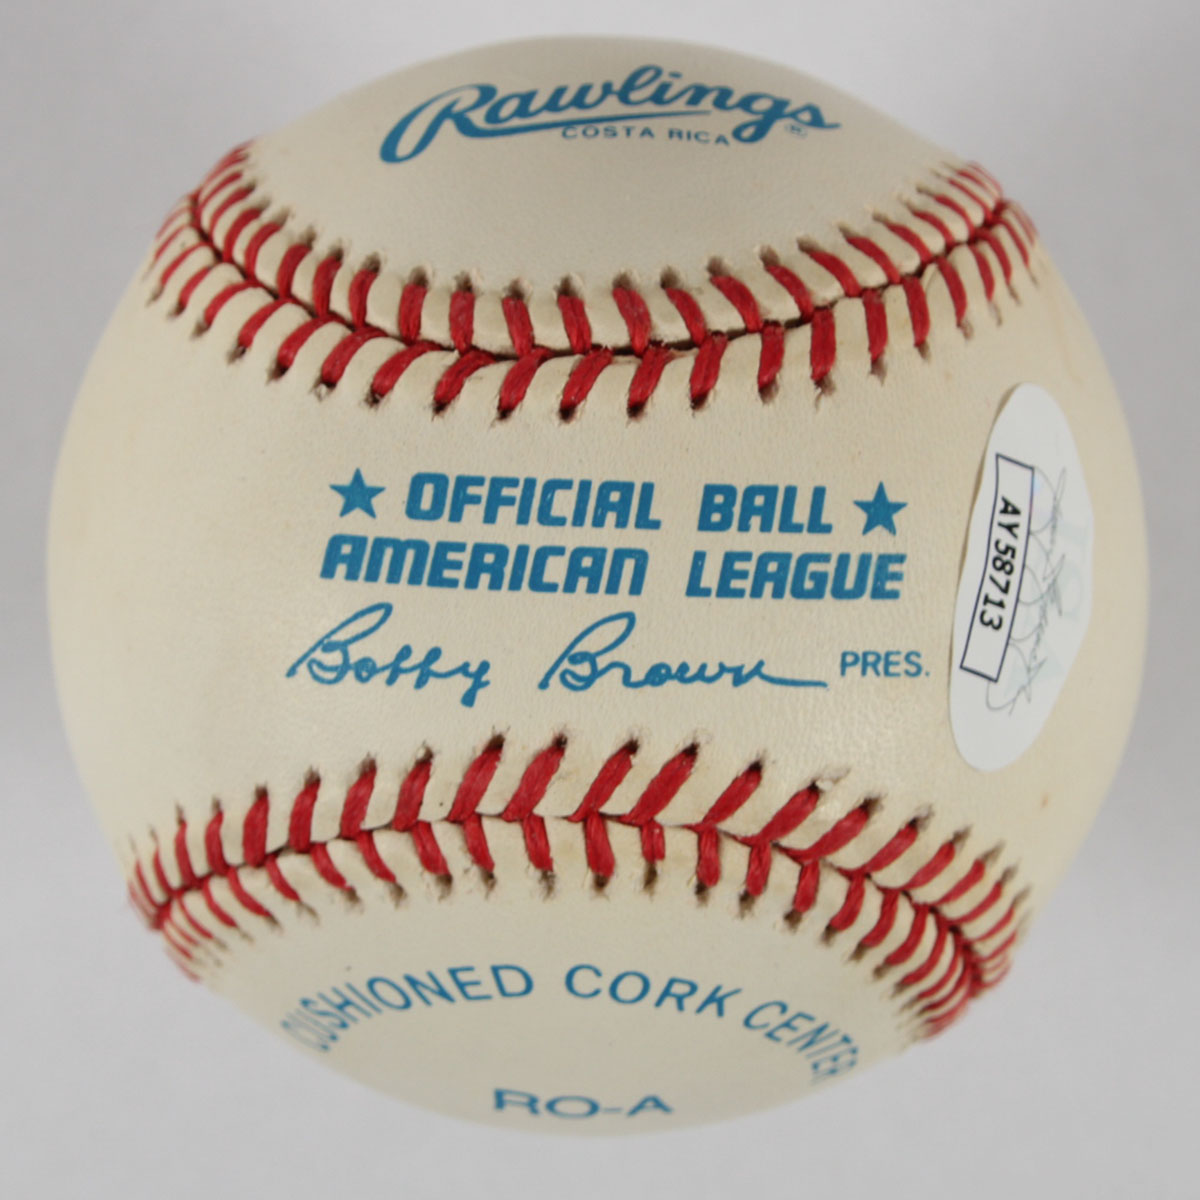 Rawlings®
COSTA RICA
★ OFFICIAL BALL ★
AMERICAN LEAGUE
Bobby Brown PRES.
AY58713
CUSHIONED CORK CENTER
RO-A